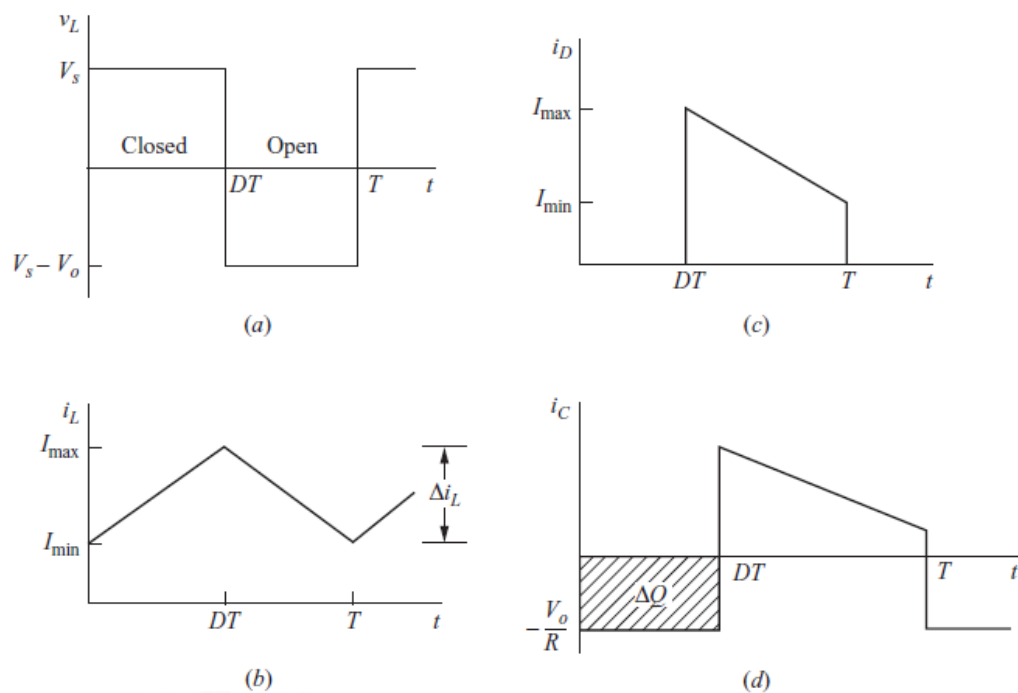 v_L
V_s
Closed Open
DT T t
V_s – V_o
(a)
i_D
I_max
I_min
DT T t
(c)
i_L
I_max
Δi_L
I_min
DT T t
(b)
i_C
DT T t
ΔQ
–V_o/R
(d)